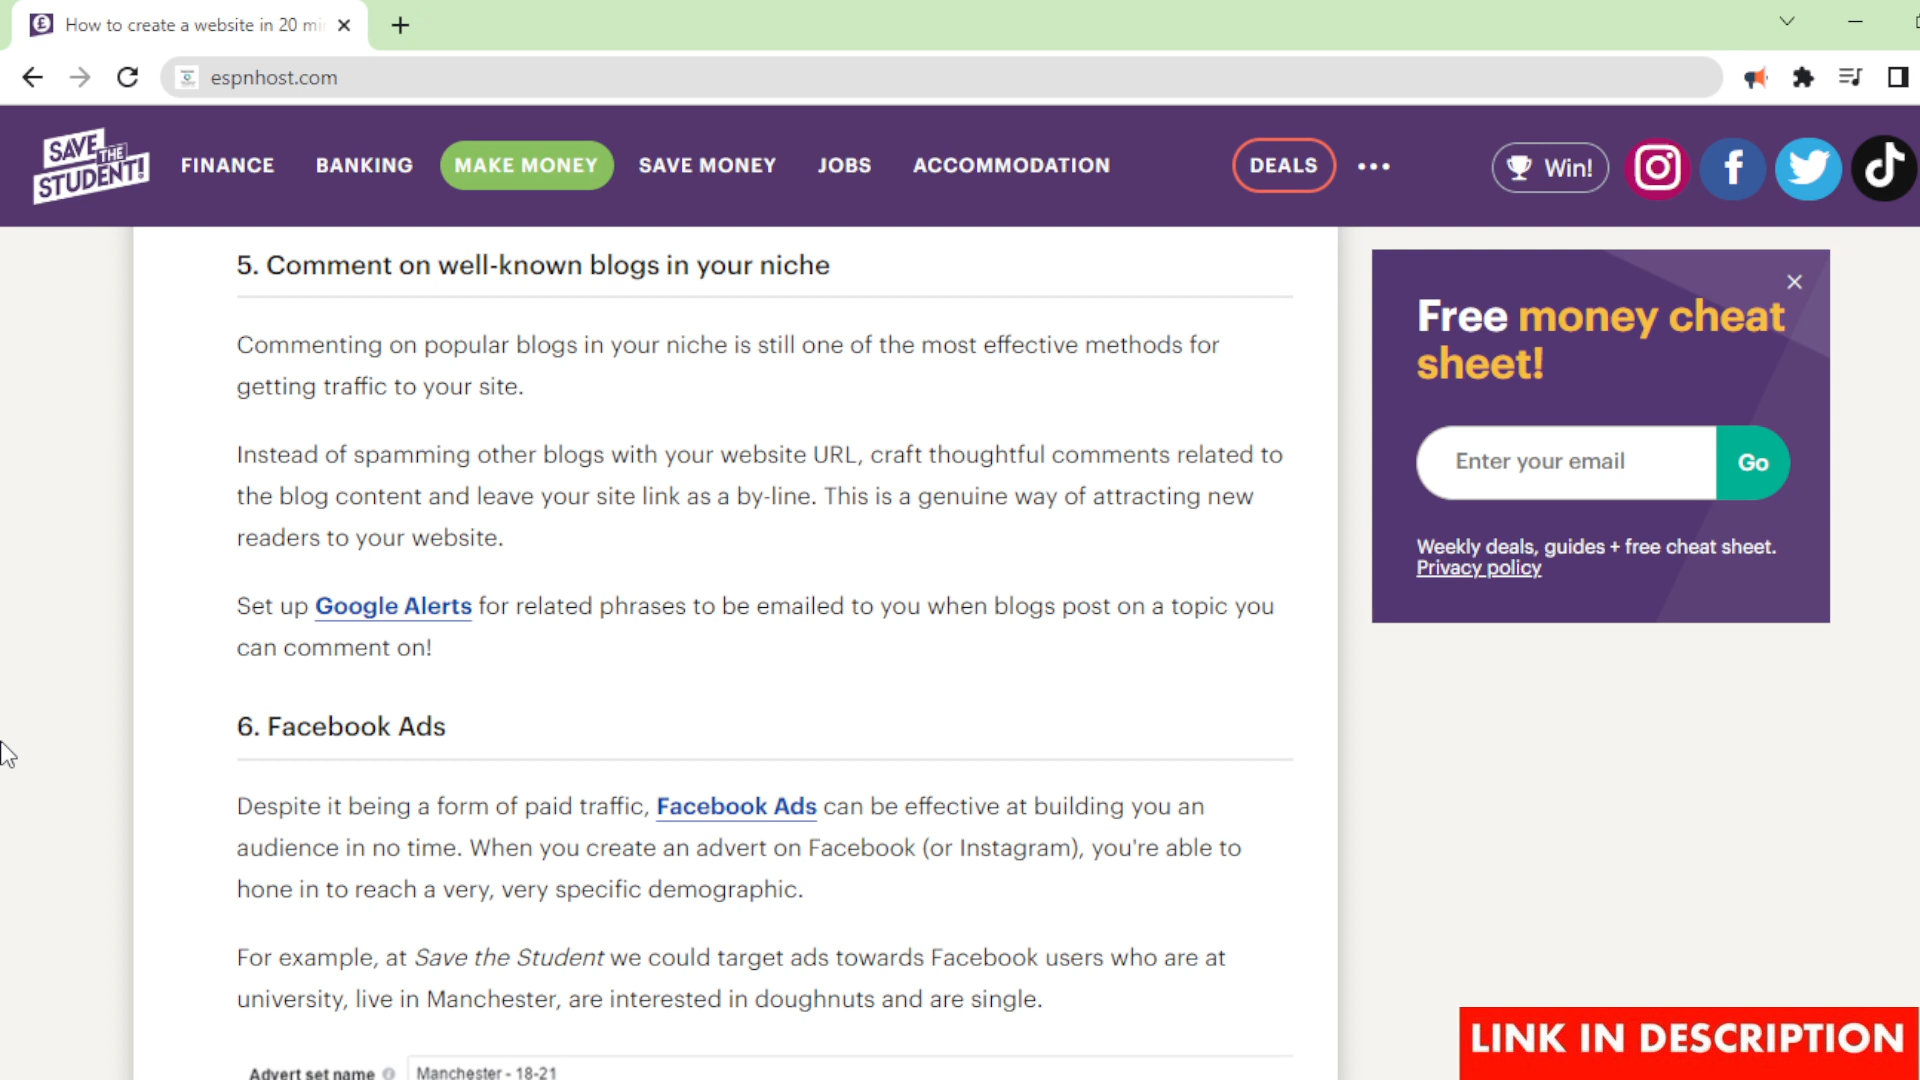 How to create a website in 20 mi
espnhost.com
SAVE THE STUDENT!
FINANCE BANKING MAKE MONEY SAVE MONEY JOBS ACCOMMODATION DEALS Win!
5. Comment on well-known blogs in your niche
Commenting on popular blogs in your niche is still one of the most effective methods for
getting traffic to your site.
Instead of spamming other blogs with your website URL, craft thoughtful comments related to
the blog content and leave your site link as a by-line. This is a genuine way of attracting new
readers to your website.
Set up Google Alerts for related phrases to be emailed to you when blogs post on a topic you
can comment on!
6. Facebook Ads
Despite it being a form of paid traffic, Facebook Ads can be effective at building you an
audience in no time. When you create an advert on Facebook (or Instagram), you're able to
hone in to reach a very, very specific demographic.
For example, at Save the Student we could target ads towards Facebook users who are at
university, live in Manchester, are interested in doughnuts and are single.
Advert set name Manchester - 18-21
Free money cheat
sheet!
Enter your email Go
Weekly deals, guides + free cheat sheet.
Privacy policy
LINK IN DESCRIPTION